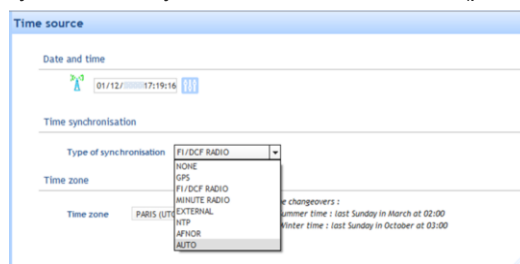 Time source
Date and time
01/12/ 17:19:16
Time synchronisation
Type of synchronisation FI/DCF RADIO
NONE
GPS
FI/DCF RADIO
MINUTE RADIO
EXTERNAL
NTP
AFNOR
AUTO
Time zone
Time zone PARIS (UT
e changeovers :
ummer time : last Sunday in March at 02:00
Winter time : last Sunday in October at 03:00